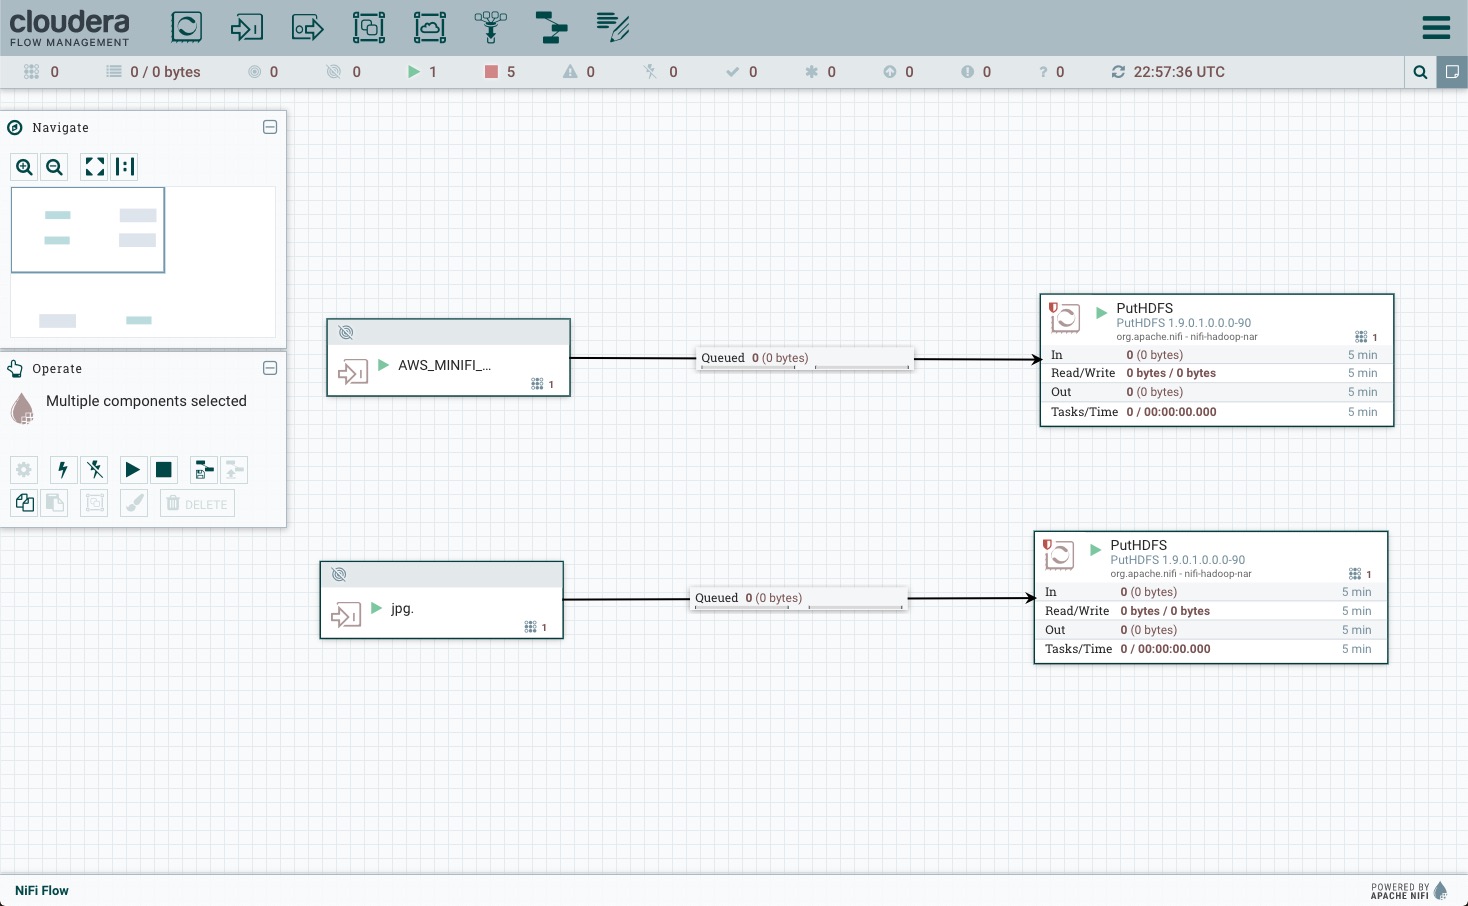 cloudera
FLOW MANAGEMENT
0 0 / 0 bytes 0 0 1 5 0 0 0 0 0 0 ? 0 22:57:36 UTC
Navigate
Operate
Multiple components selected
DELETE
AWS_MINIFI_...
1
Queued 0 (0 bytes)
PutHDFS
PutHDFS 1.9.0.1.0.0.0-90
org.apache.nifi - nifi-hadoop-nar
1
In 0 (0 bytes) 5 min
Read/Write 0 bytes / 0 bytes 5 min
Out 0 (0 bytes) 5 min
Tasks/Time 0 / 00:00:00.000 5 min
jpg.
1
Queued 0 (0 bytes)
PutHDFS
PutHDFS 1.9.0.1.0.0.0-90
org.apache.nifi - nifi-hadoop-nar
1
In 0 (0 bytes) 5 min
Read/Write 0 bytes / 0 bytes 5 min
Out 0 (0 bytes) 5 min
Tasks/Time 0 / 00:00:00.000 5 min
NiFi Flow
POWERED BY
APACHE NIFI